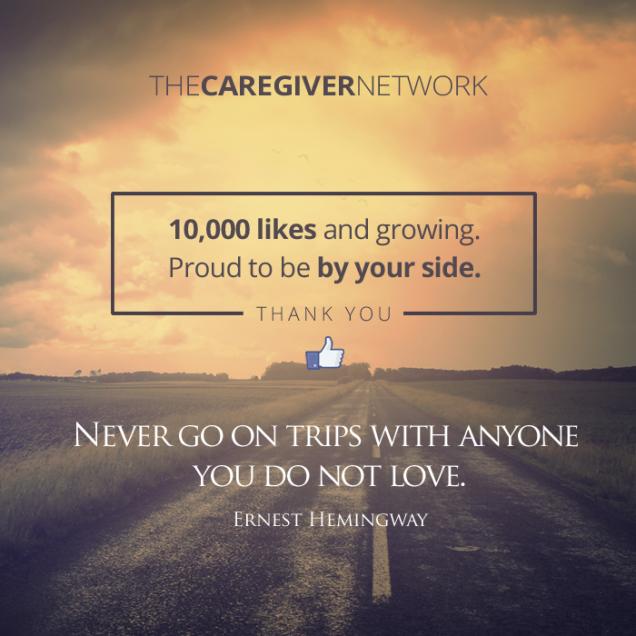 THECAREGIVERNETWORK
10,000 likes and growing.
Proud to be by your side.
THANK YOU
NEVER GO ON TRIPS WITH ANYONE
YOU DO NOT LOVE.
ERNEST HEMINGWAY